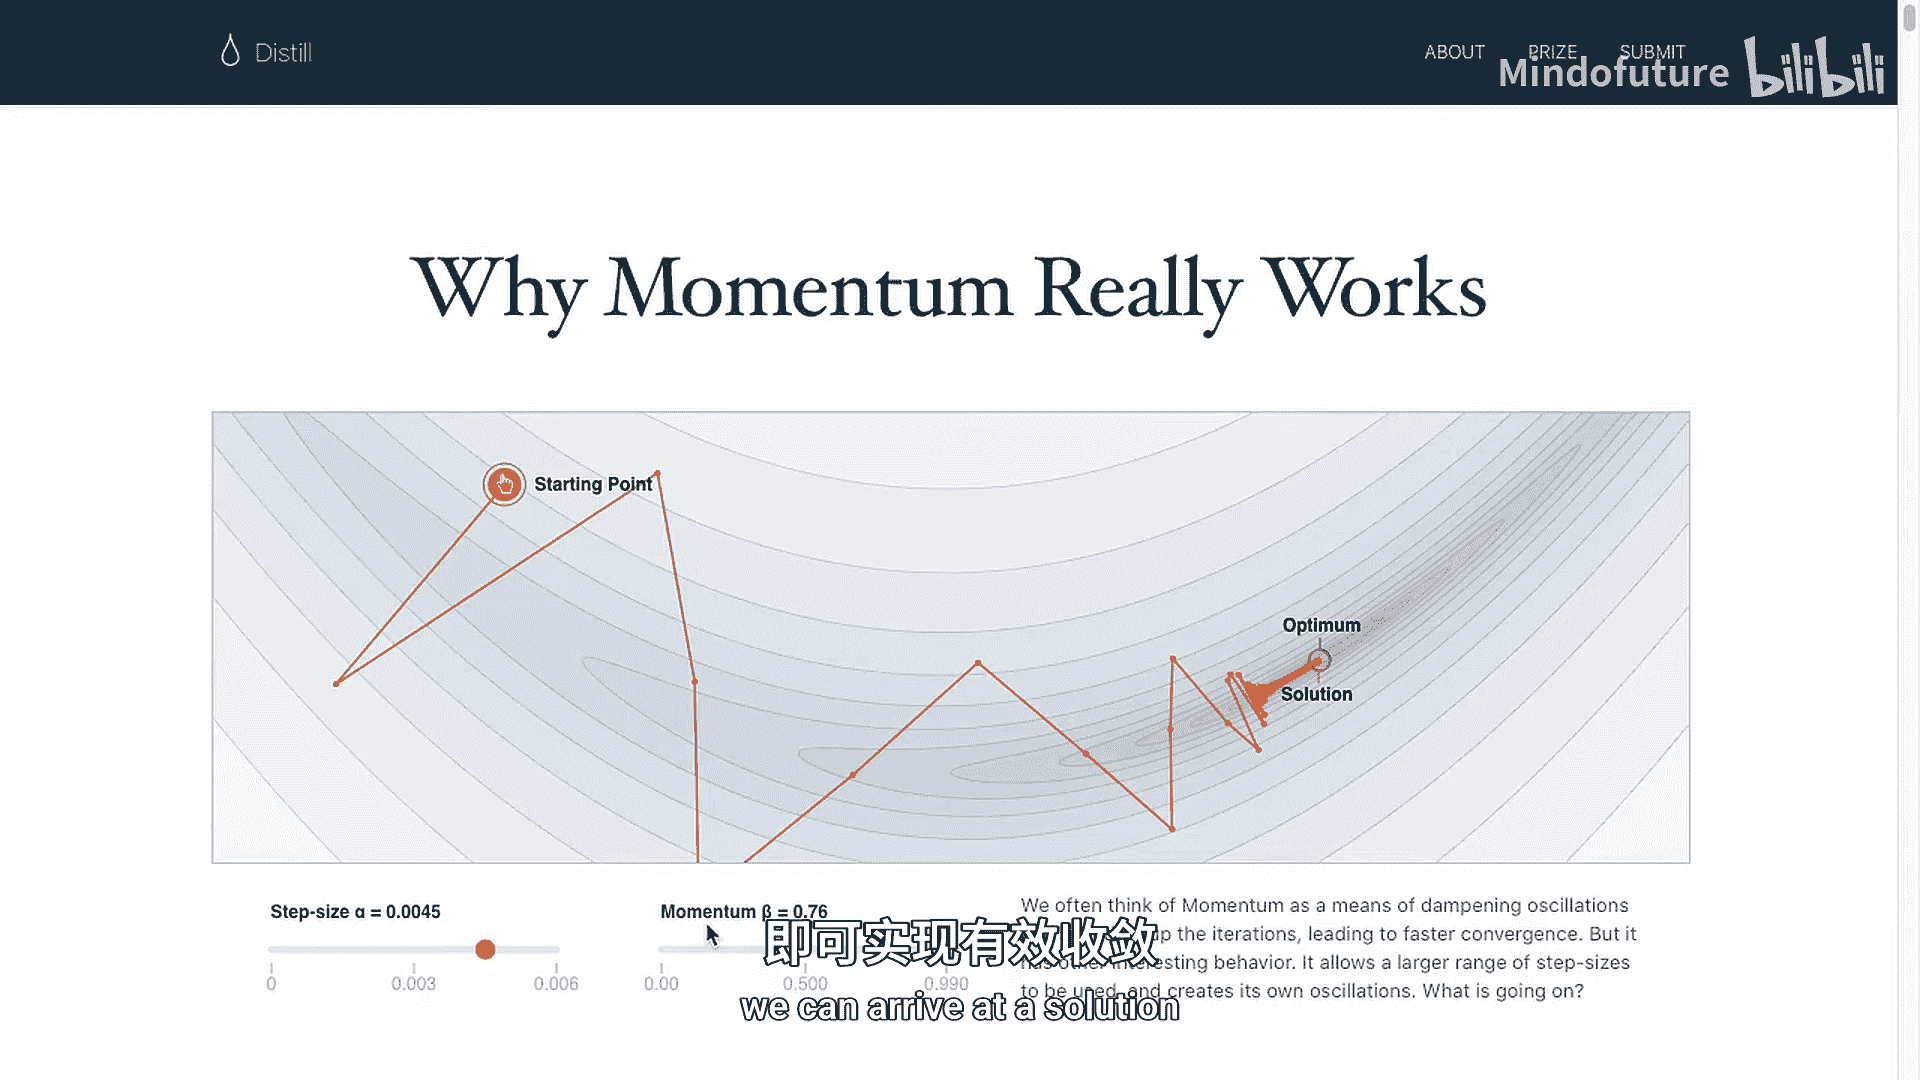 Distill
ABOUT PRIZE SUBMIT
Mindofuture bilibili
Why Momentum Really Works
Starting Point
Optimum
Solution
Step-size α = 0.0045
0 0.003 0.006
Momentum β = 0.76
0.00 0.500 0.990
We often think of Momentum as a means of dampening oscillations
up the iterations, leading to faster convergence. But it
has other interesting behavior. It allows a larger range of step-sizes
to be used, and creates its own oscillations. What is going on?
即可实现有效收敛
we can arrive at a solution